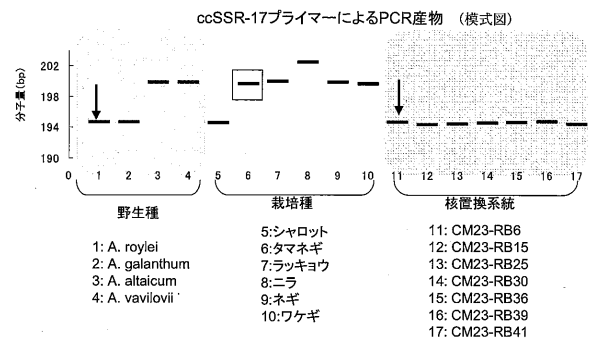 ccSSR-17プライマーによるPCR産物 (模式図)
分子量(bp)
202
198
194
190
0 1 2 3 4 5 6 7 8 9 10 11 12 13 14 15 16 17
野生種
栽培種
核置換系統
1: A. roylei
2: A. galanthum
3: A. altaicum
4: A. vavilovii
5:シャロット
6:タマネギ
7:ラッキョウ
8:ニラ
9:ネギ
10:ワケギ
11: CM23-RB6
12: CM23-RB15
13: CM23-RB25
14: CM23-RB30
15: CM23-RB36
16: CM23-RB39
17: CM23-RB41